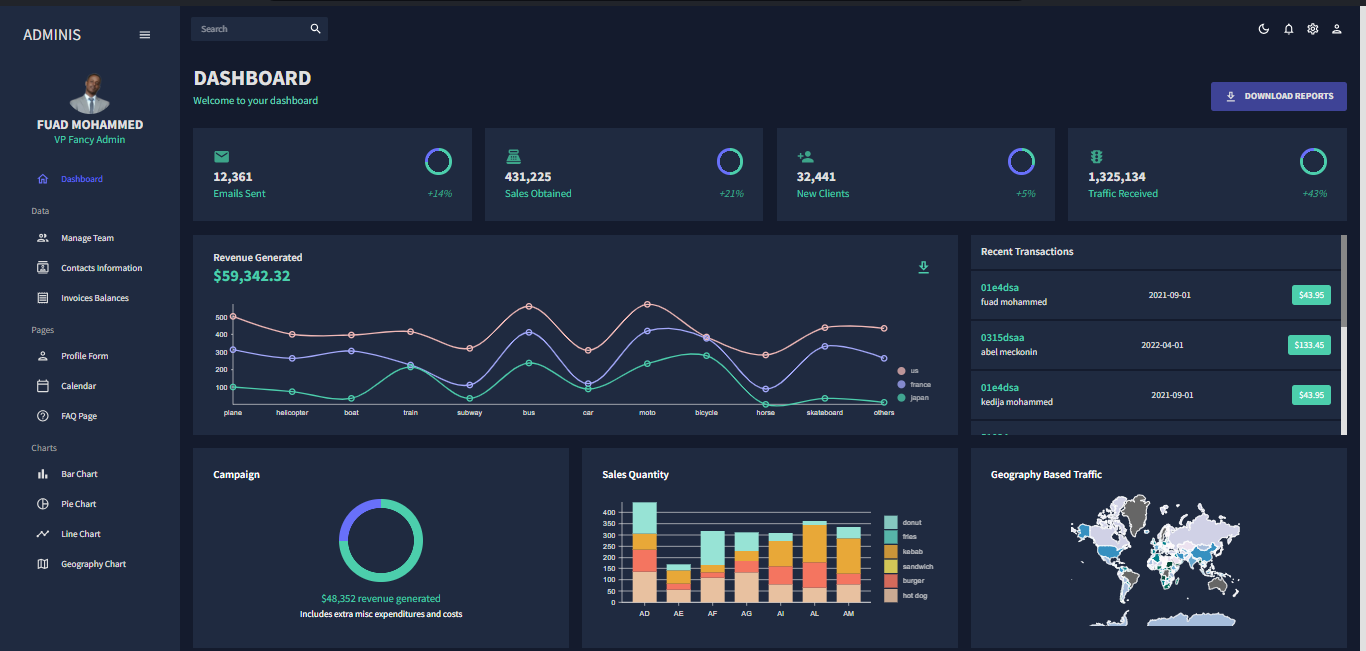 ADMINIS
Search
FUAD MOHAMMED
VP Fancy Admin
Dashboard
Data
Manage Team
Contacts Information
Invoices Balances
Pages
Profile Form
Calendar
FAQ Page
Charts
Bar Chart
Pie Chart
Line Chart
Geography Chart
DASHBOARD
Welcome to your dashboard
DOWNLOAD REPORTS
12,361
Emails Sent
+14%
431,225
Sales Obtained
+21%
32,441
New Clients
+5%
1,325,134
Traffic Received
+43%
Revenue Generated
$59,342.32
500
400
300
200
100
plane helicopter boat train subway bus car moto bicycle horse skateboard others
us
france
japan
Recent Transactions
01e4dsa
fuad mohammed
2021-09-01
$43.95
0315dsaa
abel meckonin
2022-04-01
$133.45
01e4dsa
kedija mohammed
2021-09-01
$43.95
Campaign
$48,352 revenue generated
Includes extra misc expenditures and costs
Sales Quantity
400
350
300
250
200
150
100
50
0
AD AE AF AG AI AL AM
donut
fries
kebab
sandwich
burger
hot dog
Geography Based Traffic